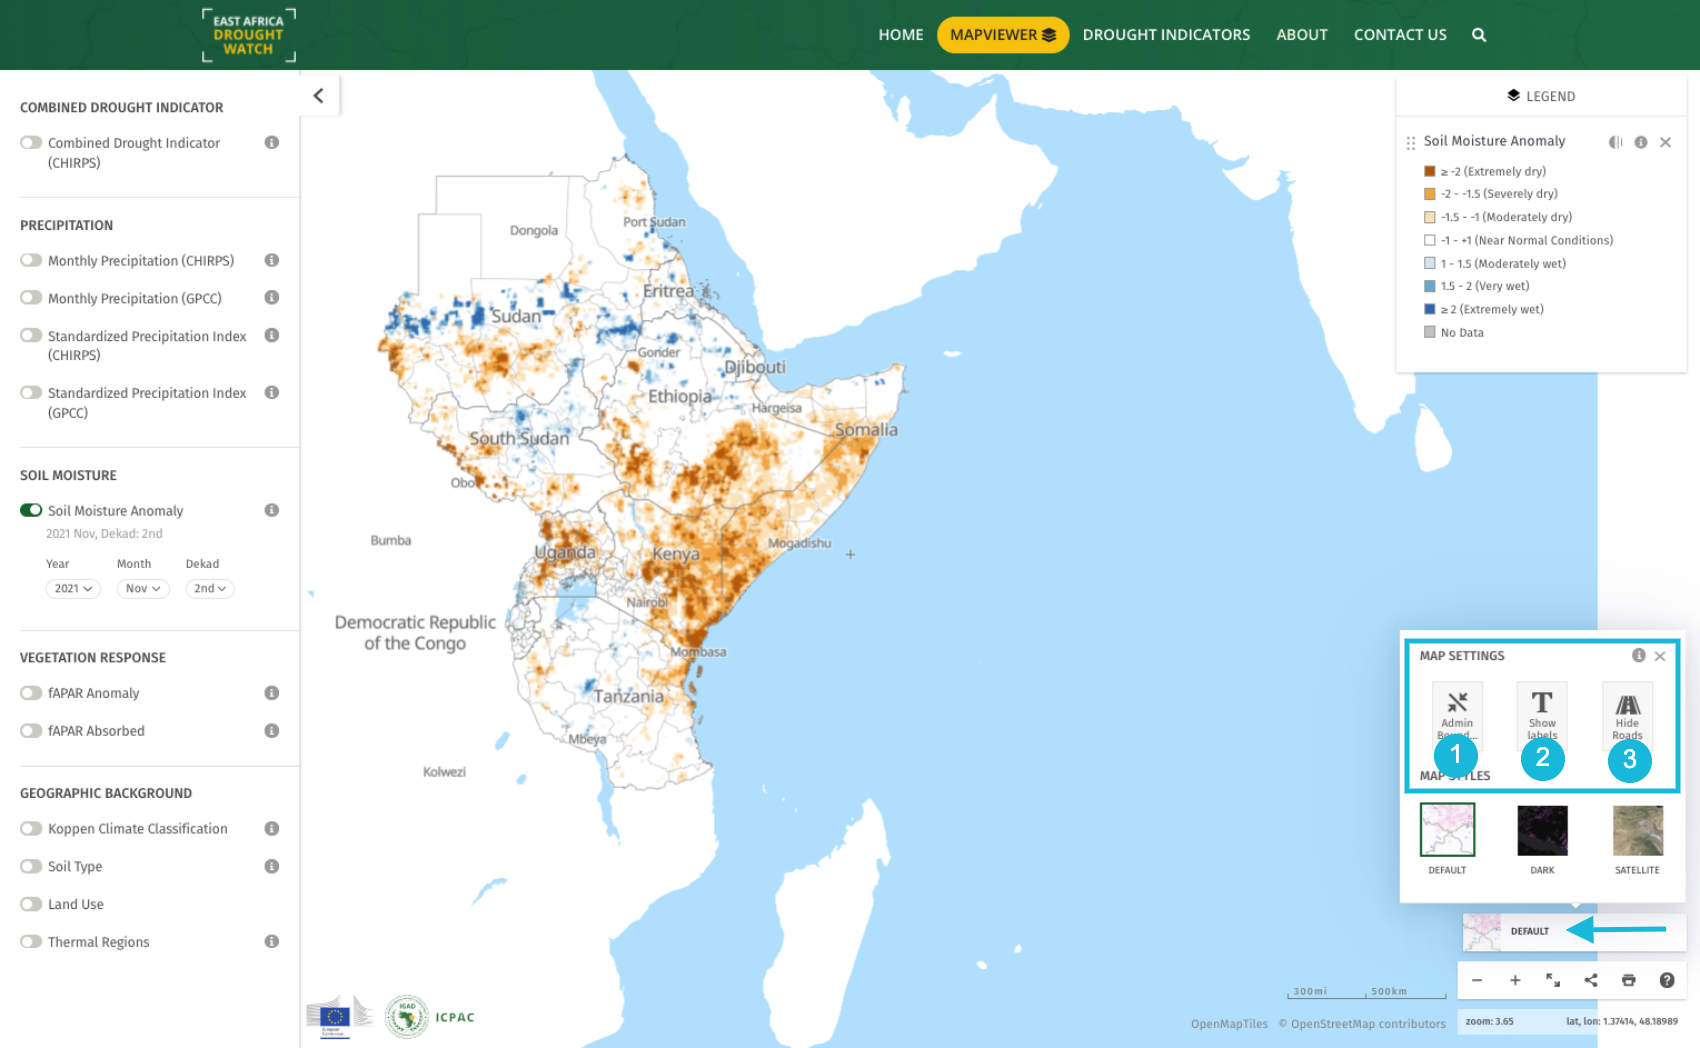 EAST AFRICA
DROUGHT
WATCH
HOME
MAPVIEWER
DROUGHT INDICATORS
ABOUT
CONTACT US
COMBINED DROUGHT INDICATOR
Combined Drought Indicator
(CHIRPS)
PRECIPITATION
Monthly Precipitation (CHIRPS)
Monthly Precipitation (GPCC)
Standardized Precipitation Index
(CHIRPS)
Standardized Precipitation Index
(GPCC)
SOIL MOISTURE
Soil Moisture Anomaly
2021 Nov, Dekad: 2nd
Year Month Dekad
2021 Nov 2nd
VEGETATION RESPONSE
fAPAR Anomaly
fAPAR Absorbed
GEOGRAPHIC BACKGROUND
Koppen Climate Classification
Soil Type
Land Use
Thermal Regions
Port Sudan
Dongola
Eritrea
Sudan
Gonder
Djibouti
Ethiopia
Hargeisa
Somalia
South Sudan
Obo
Bumba
Mogadishu
Uganda
Kenya
Nairobi
Democratic Republic
of the Congo
Mombasa
Tanzania
Mbeya
Kolwezi
European
ICPAC
IGAD
LEGEND
Soil Moisture Anomaly
≥ -2 (Extremely dry)
-2 - -1.5 (Severely dry)
-1.5 - -1 (Moderately dry)
-1 - +1 (Near Normal Conditions)
1 - 1.5 (Moderately wet)
1.5 - 2 (Very wet)
≥ 2 (Extremely wet)
No Data
MAP SETTINGS
Admin
Bound...
Show
labels
Hide
Roads
1
2
3
MAP STYLES
DEFAULT
DARK
SATELLITE
DEFAULT
300mi
500km
OpenMapTiles © OpenStreetMap contributors
zoom: 3.65
lat, lon: 1.37414, 48.18989